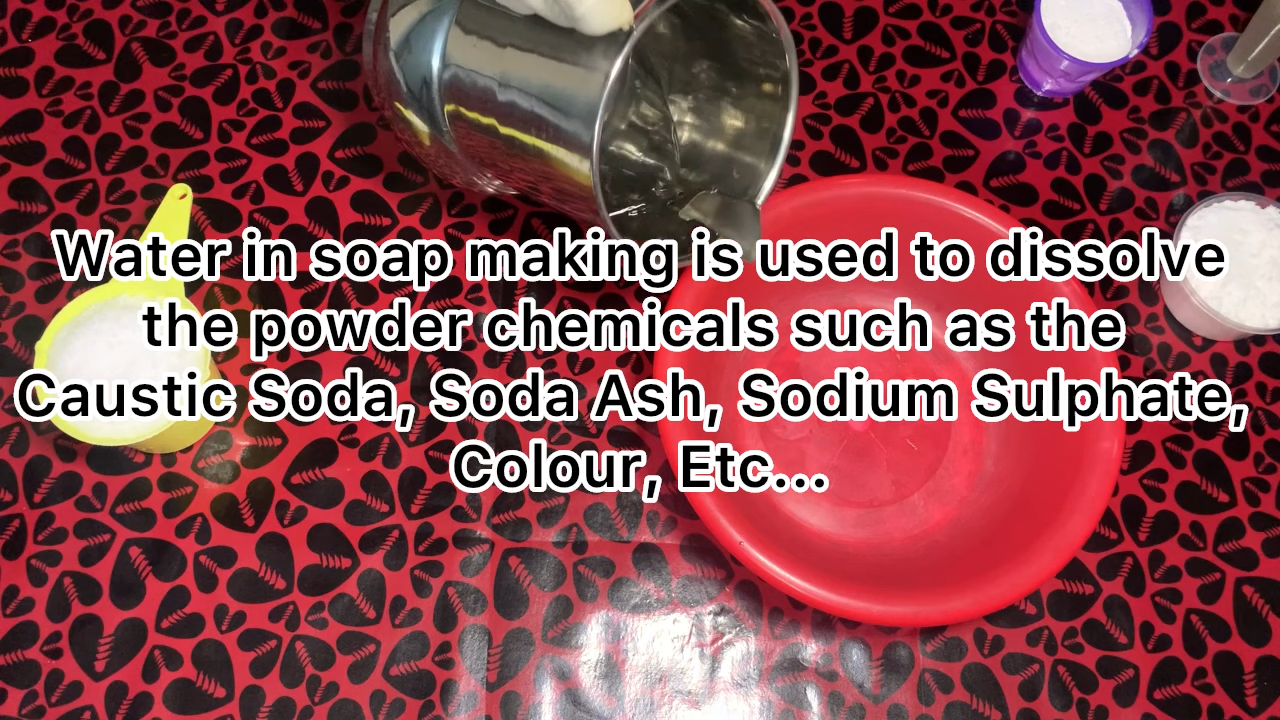 Water in soap making is used to dissolve
the powder chemicals such as the
Caustic Soda, Soda Ash, Sodium Sulphate,
Colour, Etc...